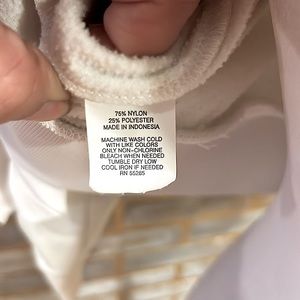 75% NYLON
25% POLYESTER
MADE IN INDONESIA
MACHINE WASH COLD
WITH LIKE COLORS
ONLY NON-CHLORINE
BLEACH WHEN NEEDED
TUMBLE DRY LOW
COOL IRON IF NEEDED
RN 55285